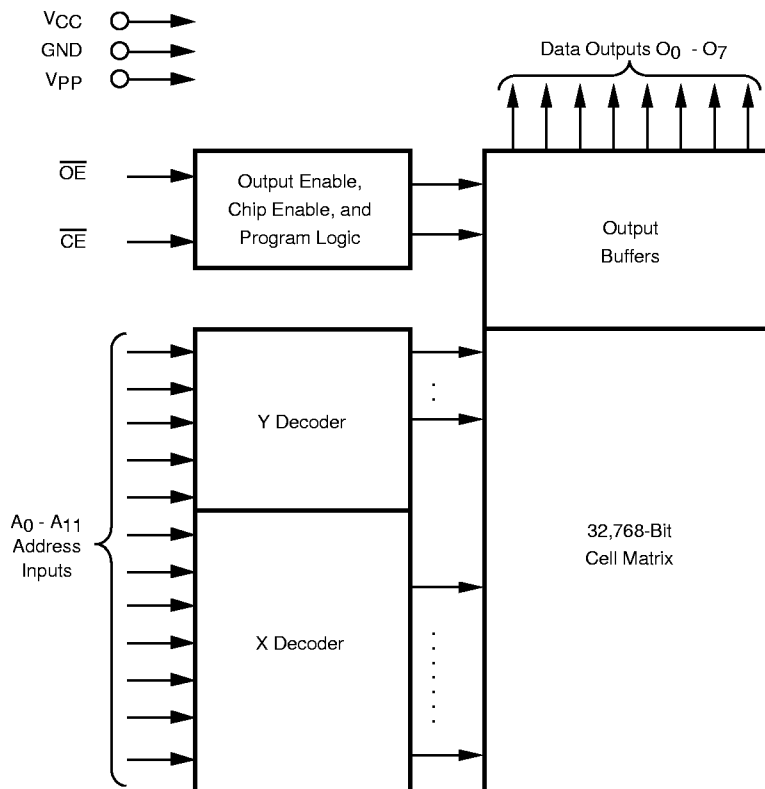 VCC
GND
VPP
Data Outputs O0 - O7
OE
CE
Output Enable,
Chip Enable, and
Program Logic
Output
Buffers
Y Decoder
A0 - A11
Address
Inputs
X Decoder
32,768-Bit
Cell Matrix